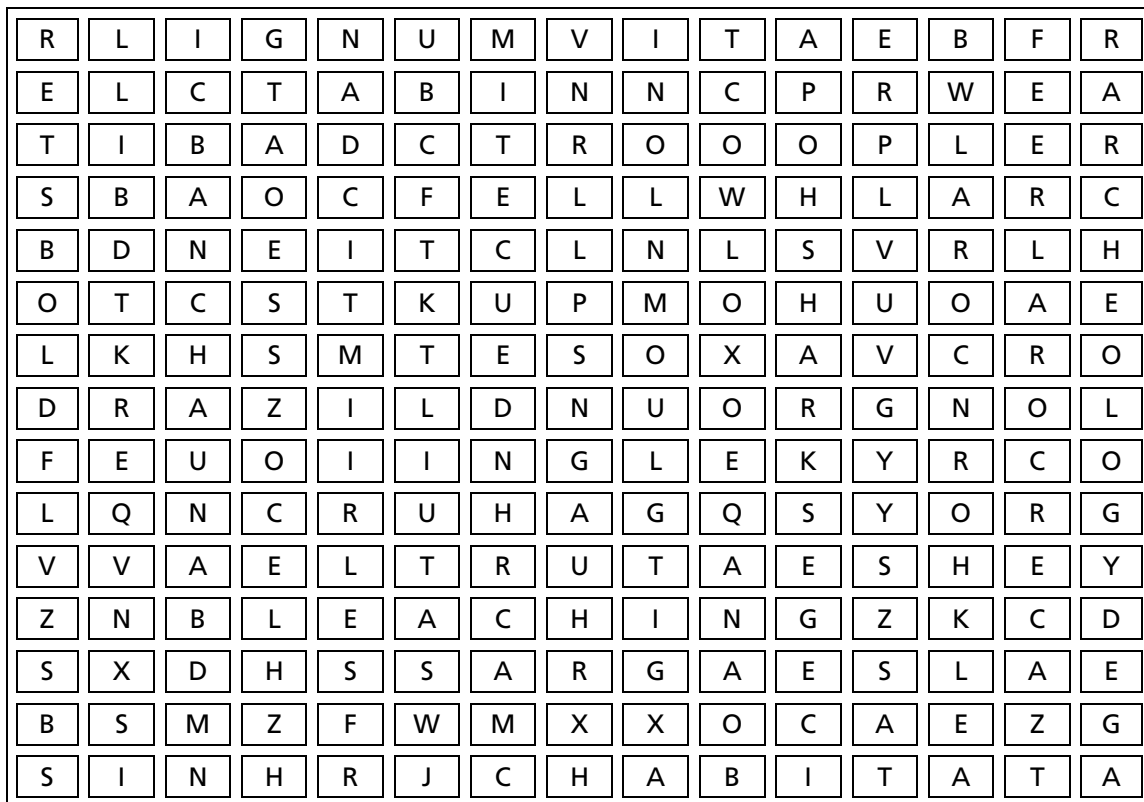 R L I G N U M V I T A E B F R
E L C T A B I N N C P R W E A
T I B A D C T R O O O P L E R
S B A O C F E L L W H L A R C
B D N E I T C L N L S V R L H
O T C S T K U P M O H U O A E
L K H S M T E S O X A V C R O
D R A Z I L D N U O R G N O L
F E U O I I N G L E K Y R C O
L Q N C R U H A G Q S Y O R G
V V A E L T R U T A E S H E Y
Z N B L E A C H I N G Z K C D
S X D H S S A R G A E S L A E
B S M Z F W M X X O C A E Z G
S I N H R J C H A B I T A T A